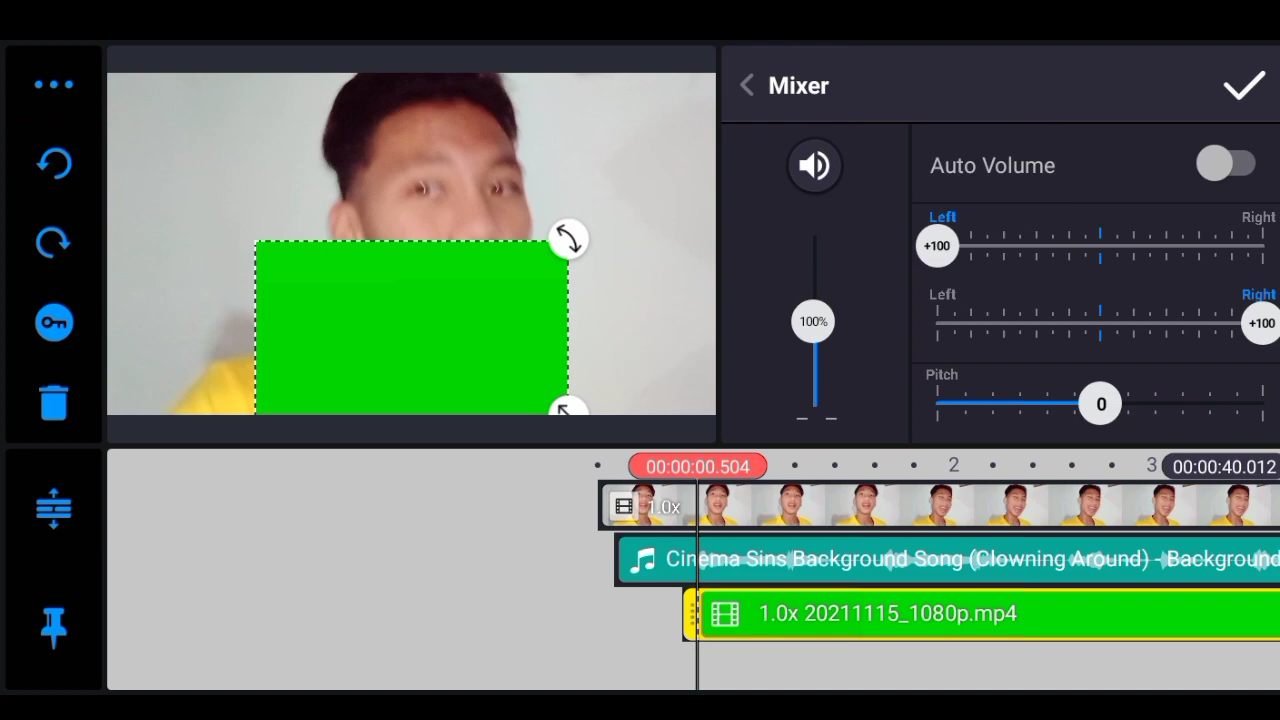 Mixer
Auto Volume
Left
Right
+100
Left
Right
+100
100%
Pitch
0
00:00:00.504
2
3
00:00:40.012
1.0x
Cinema Sins Background Song (Clowning Around) - Background
1.0x 20211115_1080p.mp4